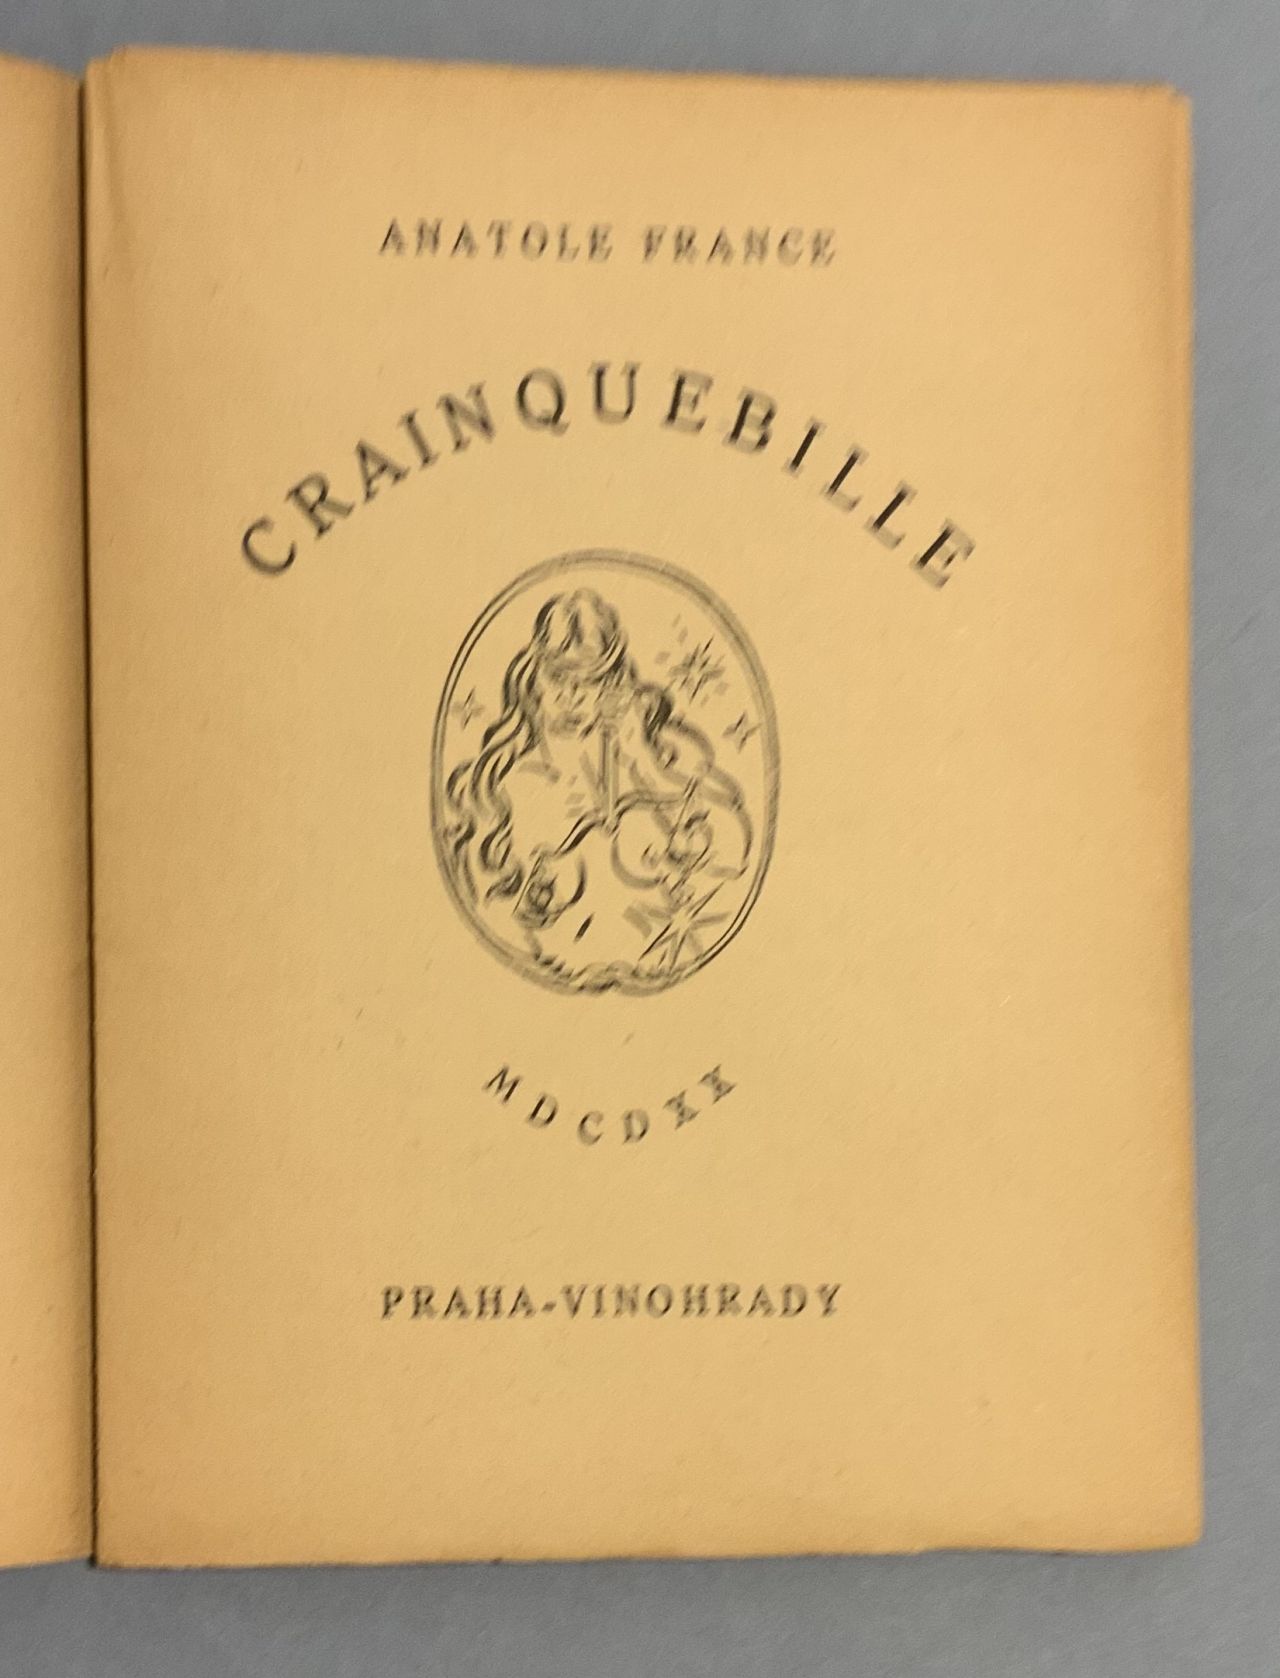 ANATOLE FRANCE
CRAINQUEBILLE
MDCDXX
PRAHA-VINOHRADY